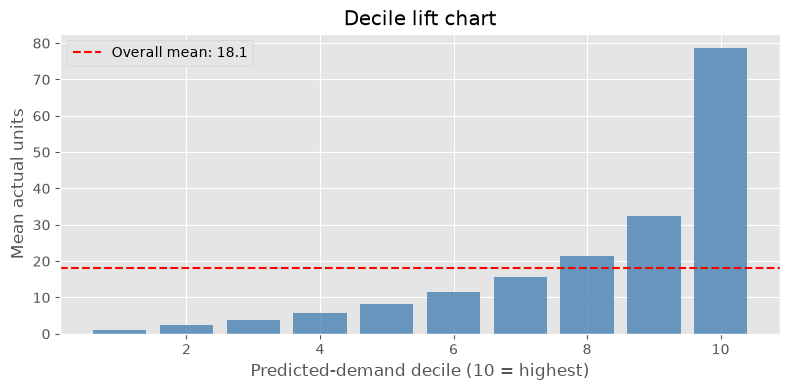 Decile lift chart
Overall mean: 18.1
Mean actual units
80
70
60
50
40
30
20
10
0
2 4 6 8 10
Predicted-demand decile (10 = highest)